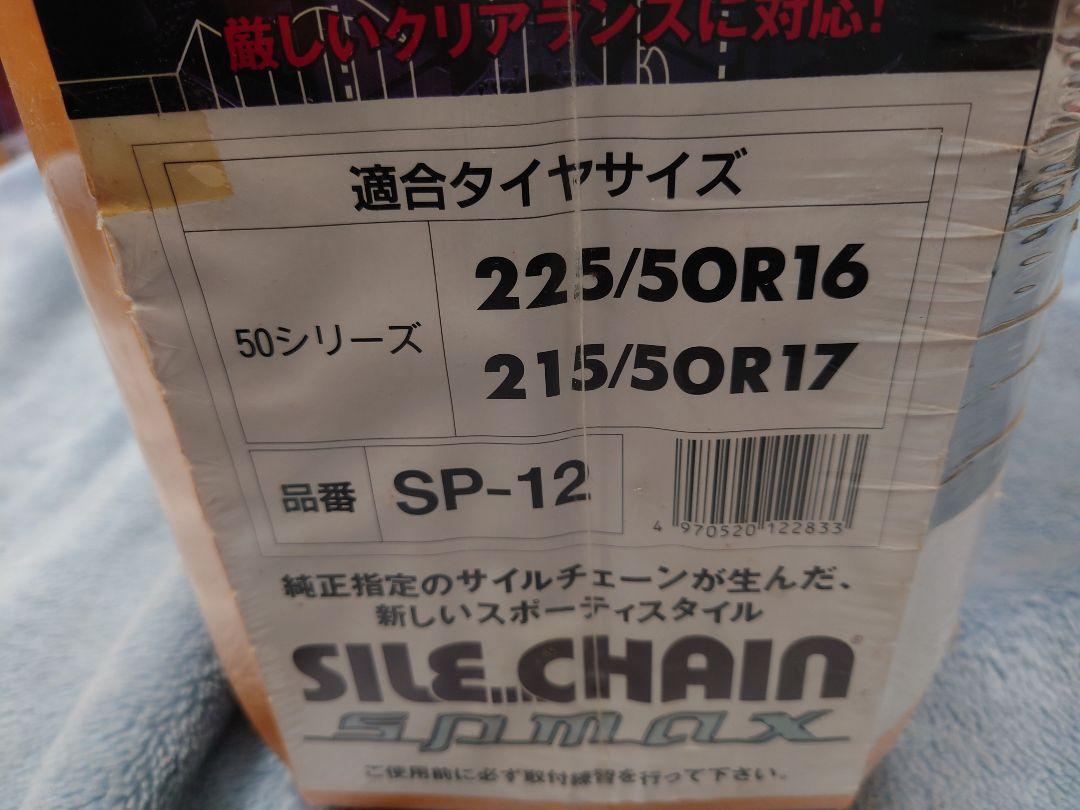 厳しいクリアランスに対応!
適合タイヤサイズ
50シリーズ
225/50R16
215/50R17
品番 SP-12
4 970520 122833
純正指定のサイルチェーンが生んだ、
新しいスポーティスタイル
SILE CHAIN®
spmax
ご使用前に必ず取付練習を行って下さい。